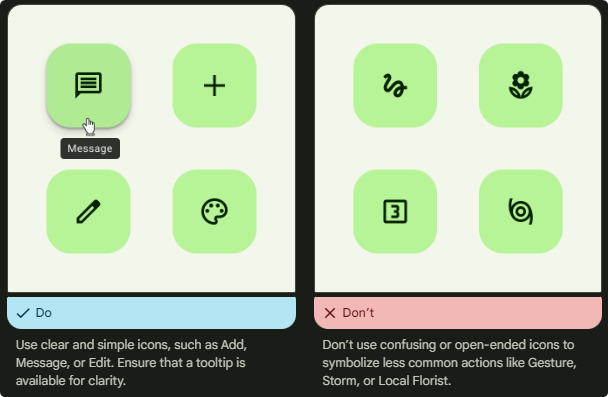 Message
3
Do
Use clear and simple icons, such as Add,
Message, or Edit. Ensure that a tooltip is
available for clarity.
Don’t
Don’t use confusing or open-ended icons to
symbolize less common actions like Gesture,
Storm, or Local Florist.